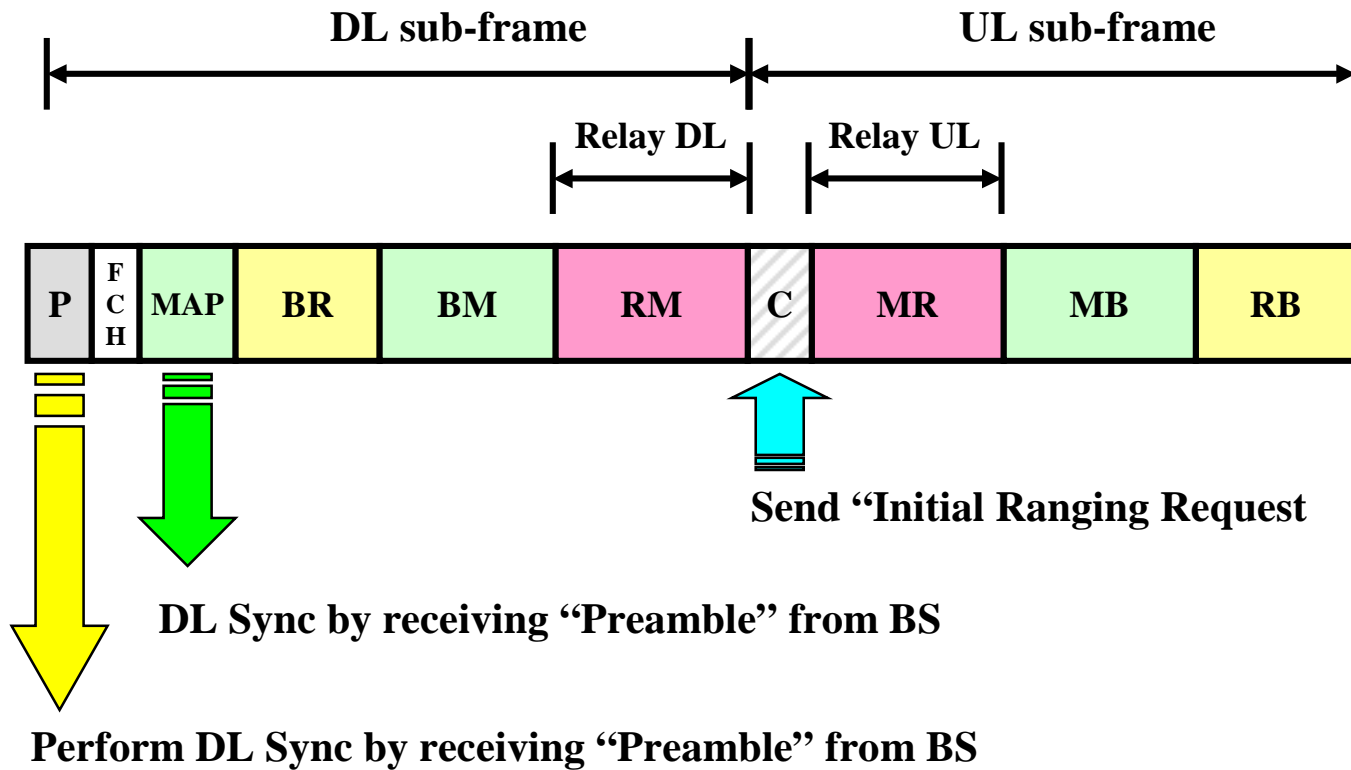 DL sub-frame UL sub-frame
Relay DL Relay UL
P FCH MAP BR BM RM C MR MB RB
Send “Initial Ranging Request
DL Sync by receiving “Preamble” from BS
Perform DL Sync by receiving “Preamble” from BS